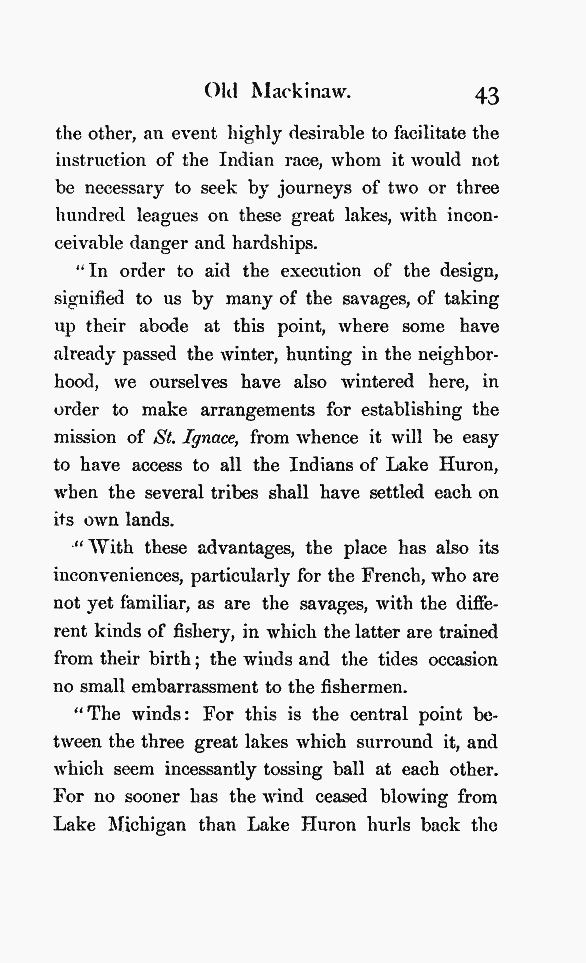 Old Mackinaw. 43
the other, an event highly desirable to facilitate the
instruction of the Indian race, whom it would not
be necessary to seek by journeys of two or three
hundred leagues on these great lakes, with incon-
ceivable danger and hardships.
"In order to aid the execution of the design,
signified to us by many of the savages, of taking
up their abode at this point, where some have
already passed the winter, hunting in the neighbor-
hood, we ourselves have also wintered here, in
order to make arrangements for establishing the
mission of St. Ignace, from whence it will be easy
to have access to all the Indians of Lake Huron,
when the several tribes shall have settled each on
its own lands.
"With these advantages, the place has also its
inconveniences, particularly for the French, who are
not yet familiar, as are the savages, with the diffe-
rent kinds of fishery, in which the latter are trained
from their birth; the winds and the tides occasion
no small embarrassment to the fishermen.
"The winds: For this is the central point be-
tween the three great lakes which surround it, and
which seem incessantly tossing ball at each other.
For no sooner has the wind ceased blowing from
Lake Michigan than Lake Huron hurls back the